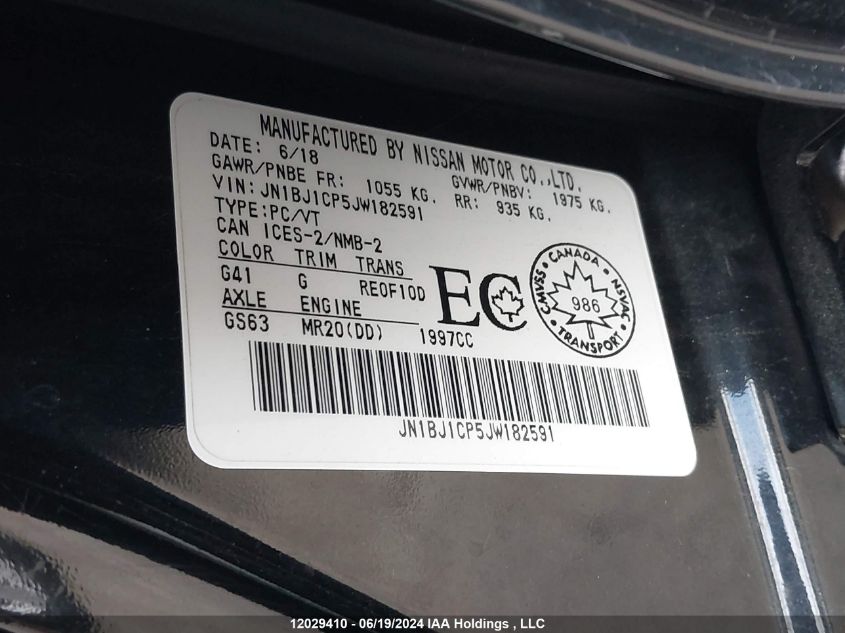 MANUFACTURED BY NISSAN MOTOR CO.,LTD.
DATE: 6/18
GAWR/PNBE FR: 1055 KG. GVWR/PNBV: 1975 KG.
VIN: JN1BJ1CP5JW182591 RR: 935 KG.
TYPE:PC/VT
CAN ICES-2/NMB-2
COLOR TRIM TRANS
G41 G RE0F10D
AXLE ENGINE
GS63 MR20(DD) 1997CC
EC
CANADA
CMVSS NSVAC
986
TRANSPORT
JN1BJ1CP5JW182591
12029410 - 06/19/2024 IAA Holdings , LLC